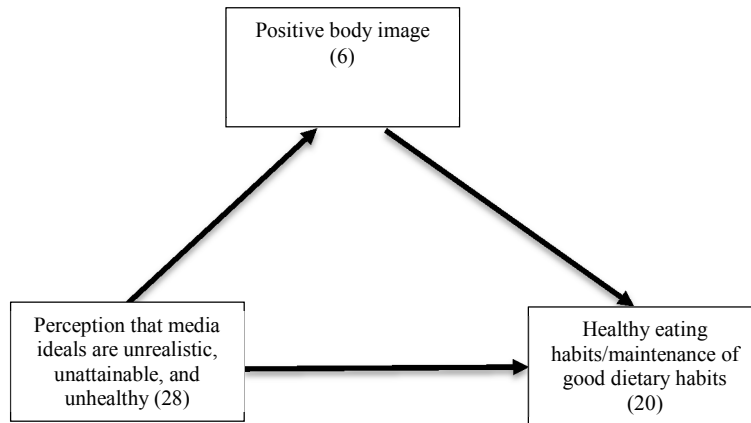 Positive body image
(6)
Perception that media
ideals are unrealistic,
unattainable, and
unhealthy (28)
Healthy eating
habits/maintenance of
good dietary habits
(20)